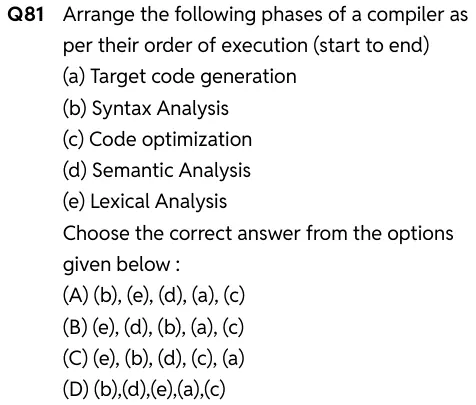 Q81 Arrange the following phases of a compiler as
per their order of execution (start to end)
(a) Target code generation
(b) Syntax Analysis
(c) Code optimization
(d) Semantic Analysis
(e) Lexical Analysis
Choose the correct answer from the options
given below :
(A) (b), (e), (d), (a), (c)
(B) (e), (d), (b), (a), (c)
(C) (e), (b), (d), (c), (a)
(D) (b),(d),(e),(a),(c)